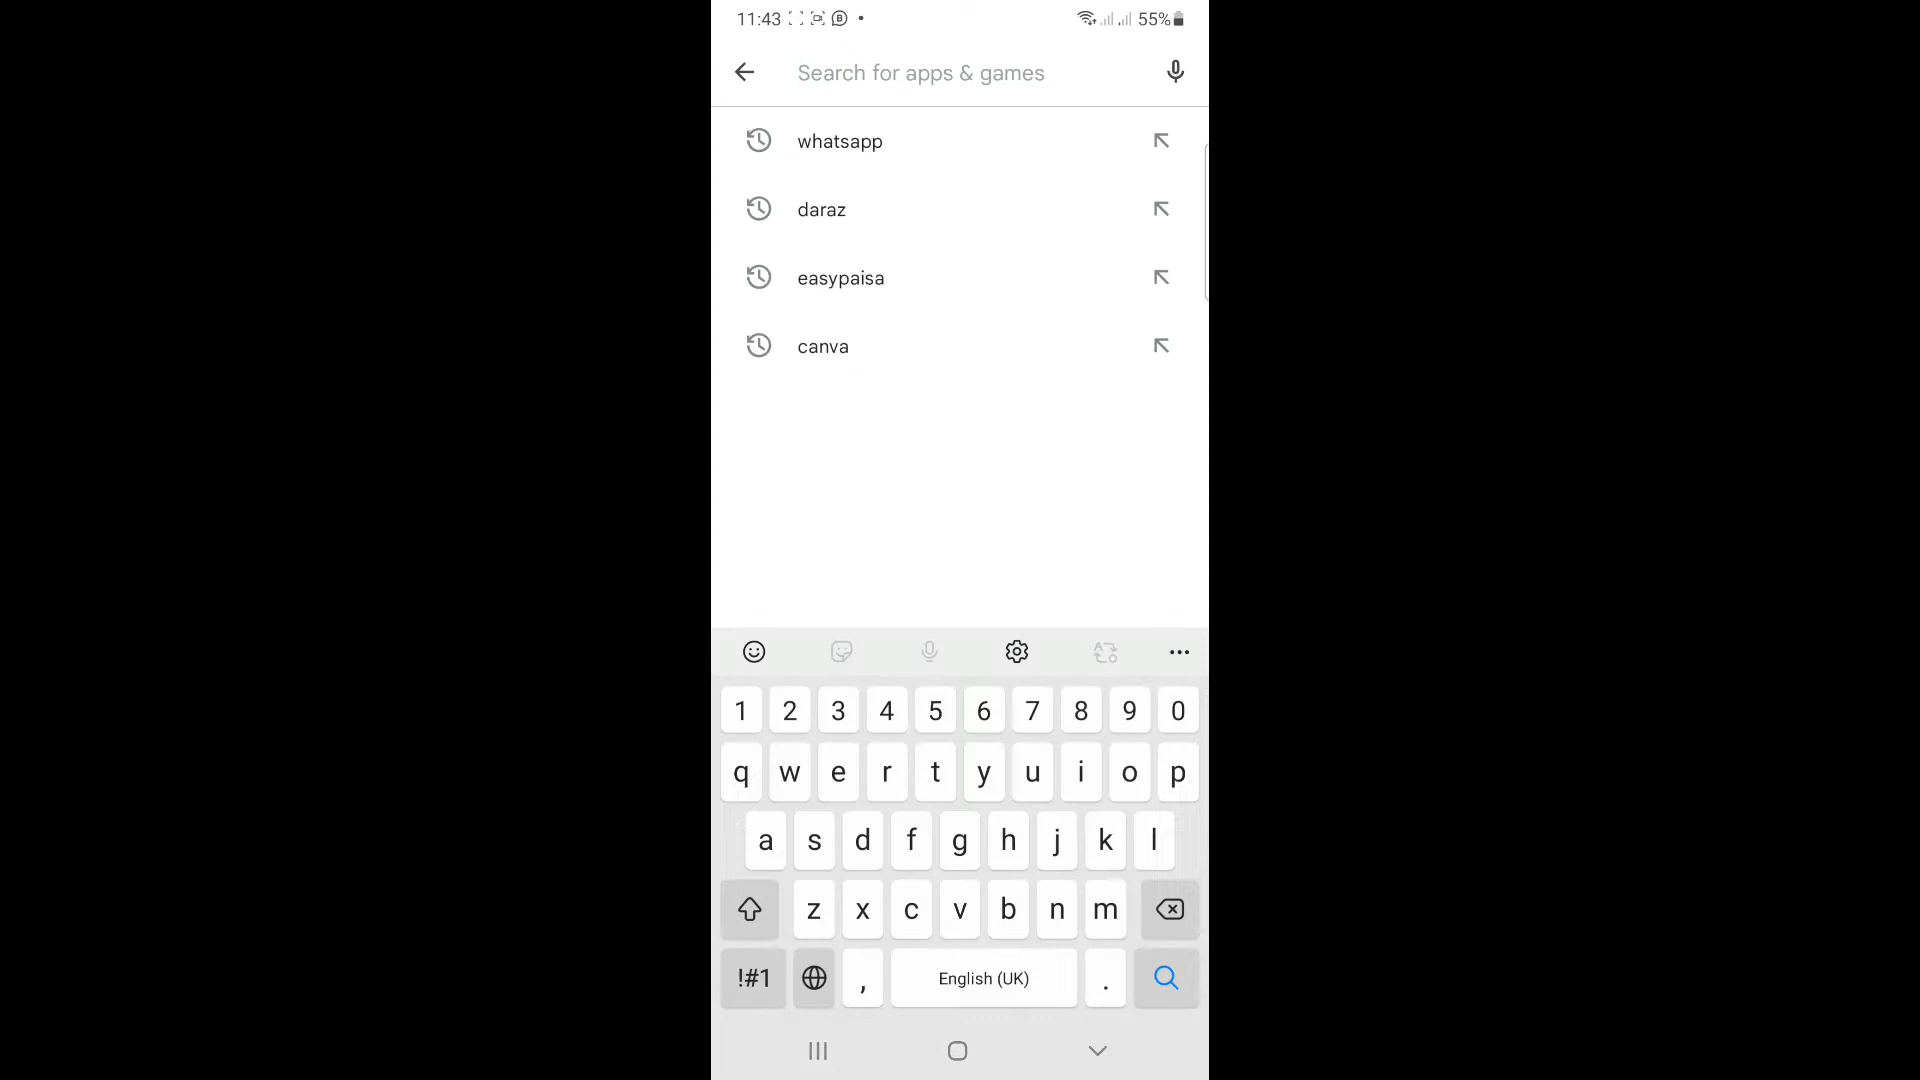 11:43 55%
Search for apps & games
whatsapp
daraz
easypaisa
canva
1 2 3 4 5 6 7 8 9 0
q w e r t y u i o p
a s d f g h j k l
z x c v b n m
!#1 , English (UK) .